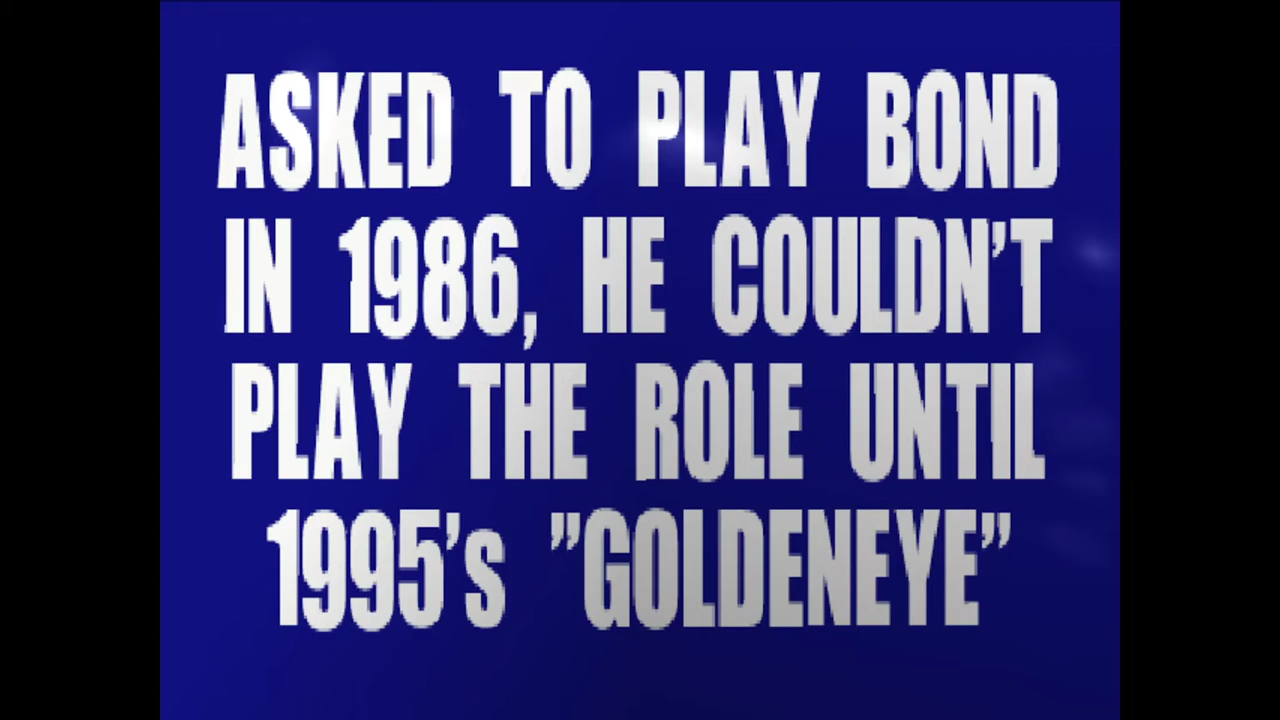 ASKED TO PLAY BOND
IN 1986, HE COULDN'T
PLAY THE ROLE UNTIL
1995's "GOLDENEYE"